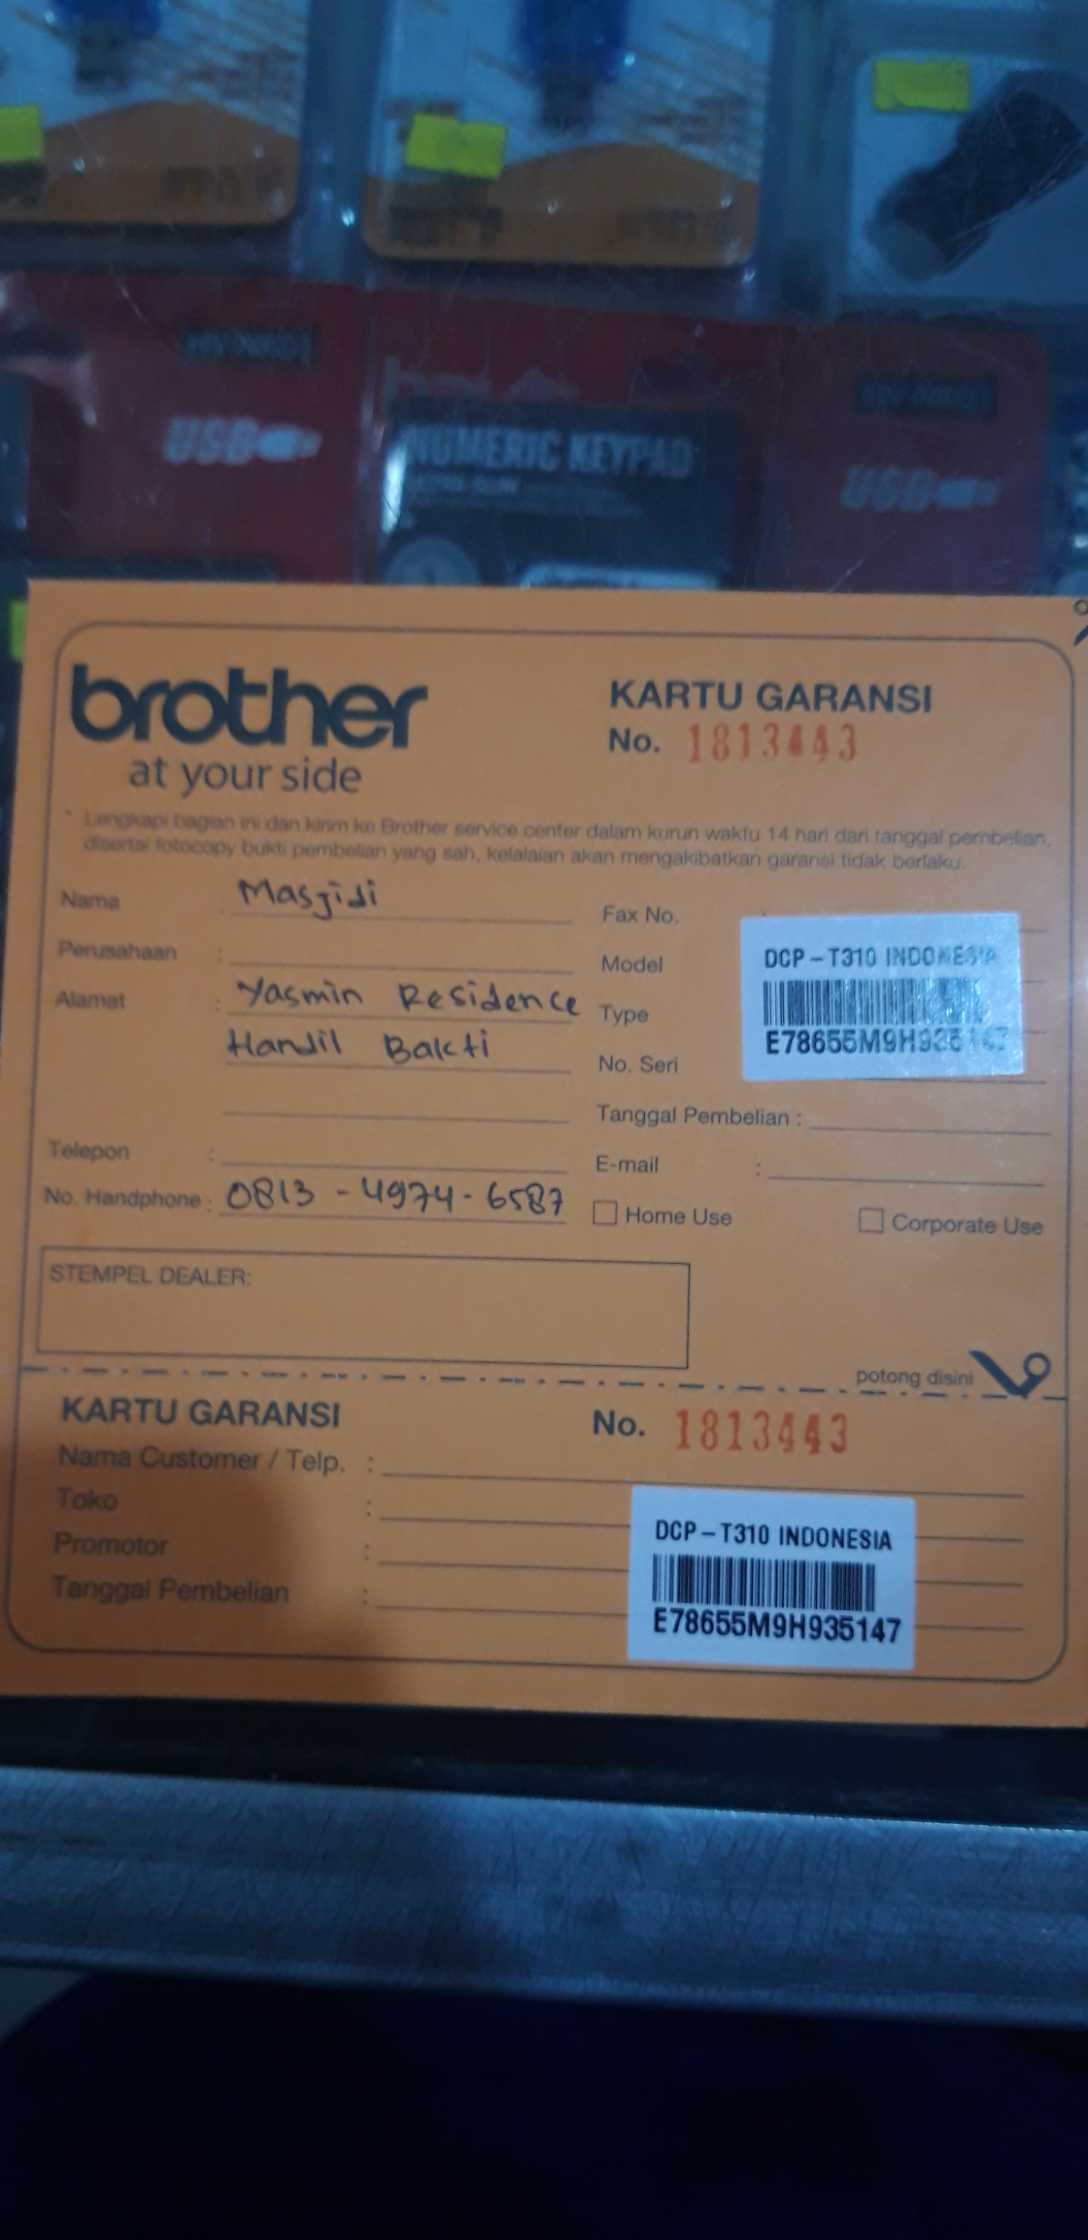 USB
NUMERIC KEYPAD
USB
brother
at your side
KARTU GARANSI
No. 1813443
* Lengkapi bagian ini dan kirim ke Brother service center dalam kurun waktu 14 hari dari tanggal pembelian,
disertai fotocopy bukti pembelian yang sah, kelalaian akan mengakibatkan garansi tidak berlaku.
Nama : Masjidi
Perusahaan :
Alamat : Yasmin Residence
Handil Bakti
Telepon :
No. Handphone : 0813-4974-6587
Fax No. :
Model
Type
No. Seri
DCP-T310 INDONESIA
E78655M9H935147
Tanggal Pembelian :
E-mail :
Home Use
Corporate Use
STEMPEL DEALER:
potong disini
KARTU GARANSI
No. 1813443
Nama Customer / Telp. :
Toko :
Promotor :
Tanggal Pembelian :
DCP-T310 INDONESIA
E78655M9H935147